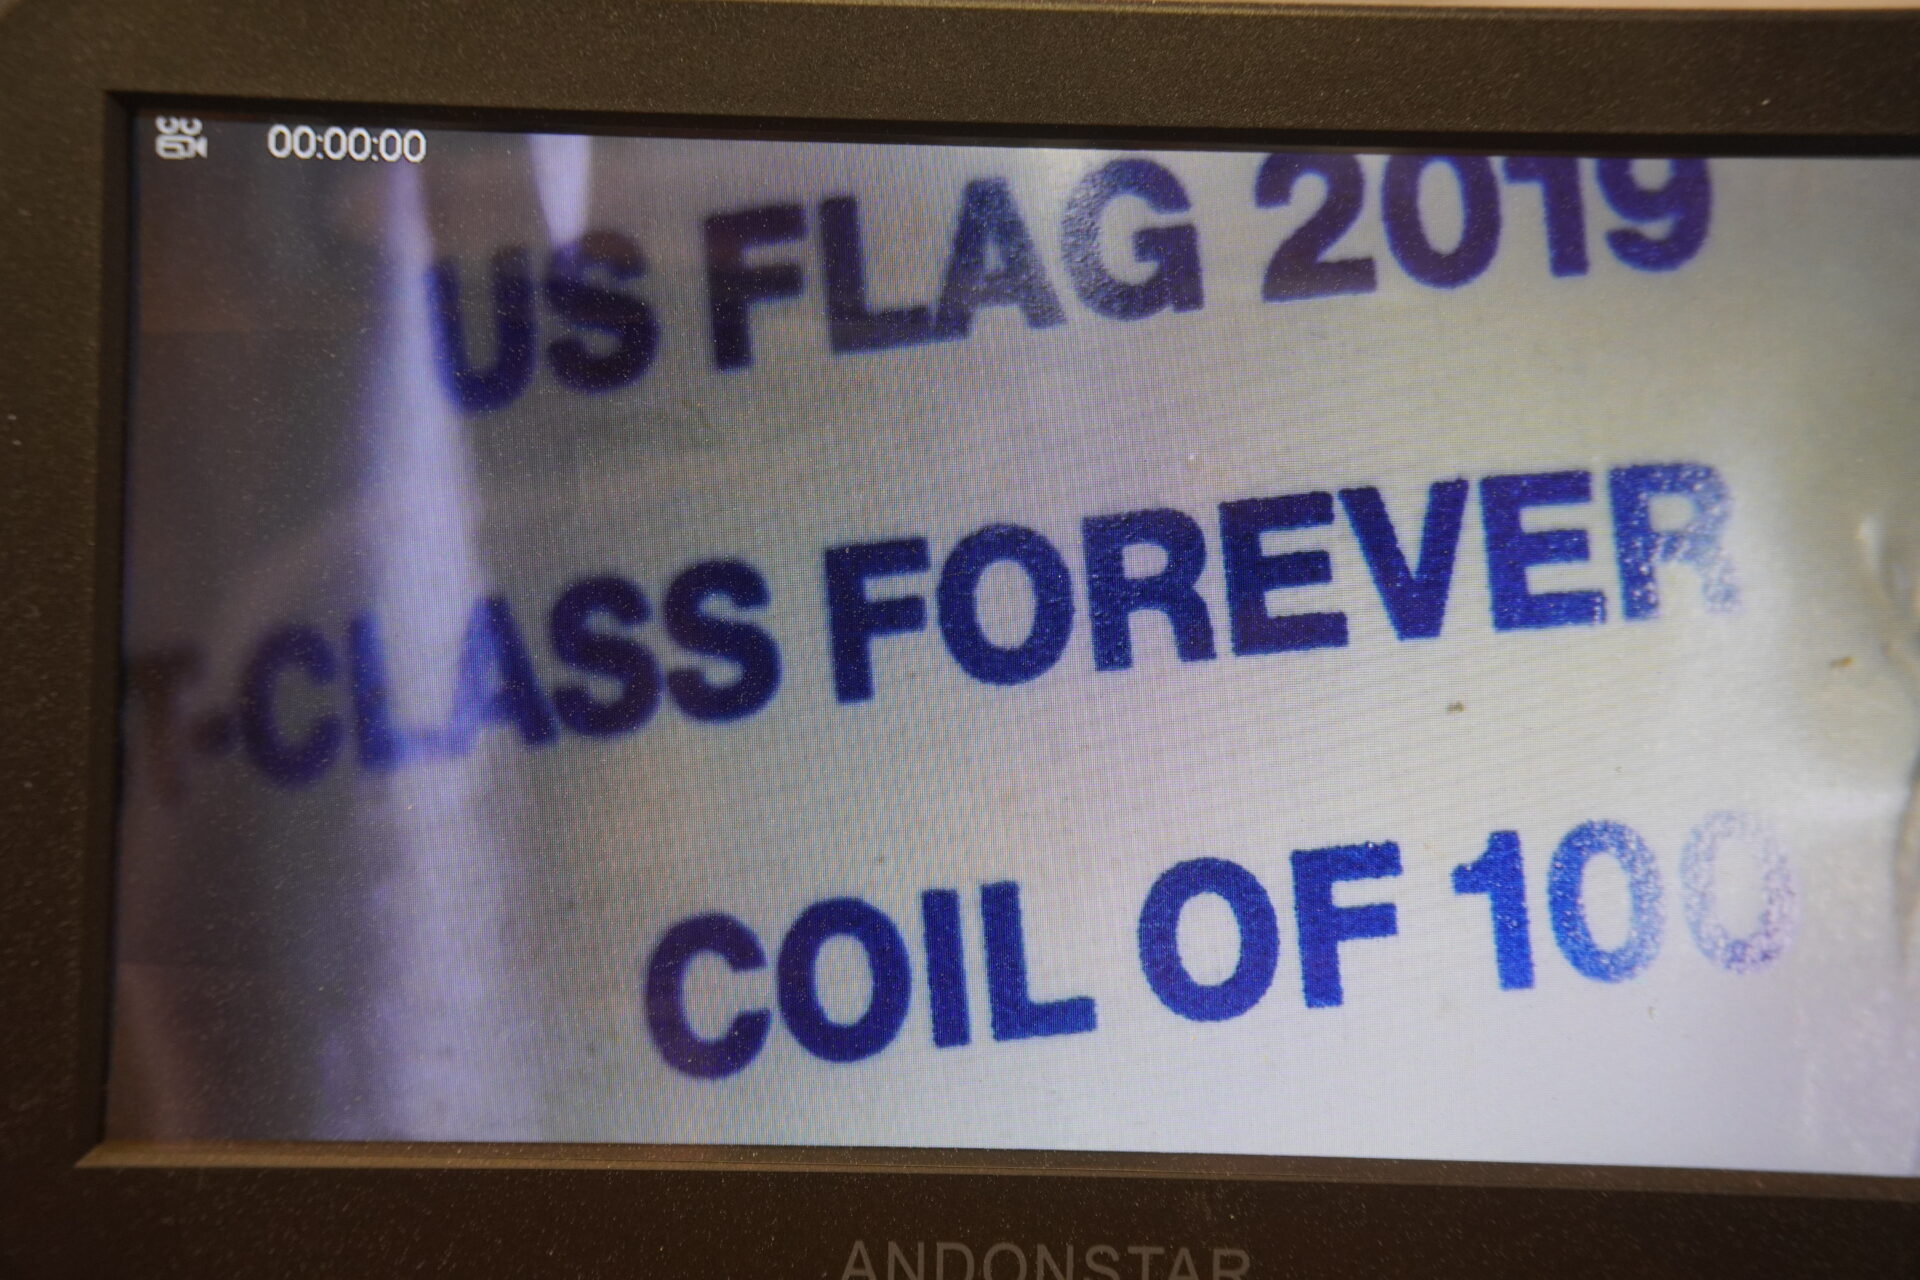 00:00:00
US FLAG 2019
T-CLASS FOREVER
COIL OF 100
ANDONSTAR